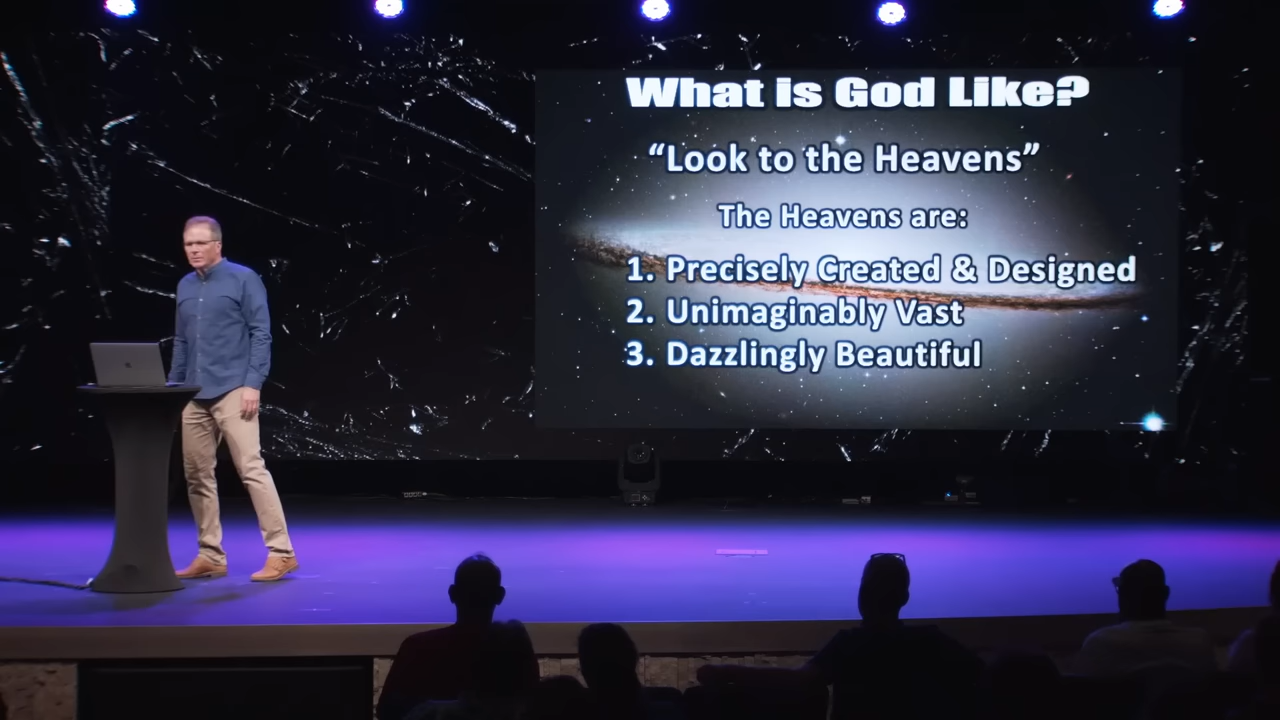 What is God Like?
“Look to the Heavens”
The Heavens are:
1. Precisely Created & Designed
2. Unimaginably Vast
3. Dazzlingly Beautiful